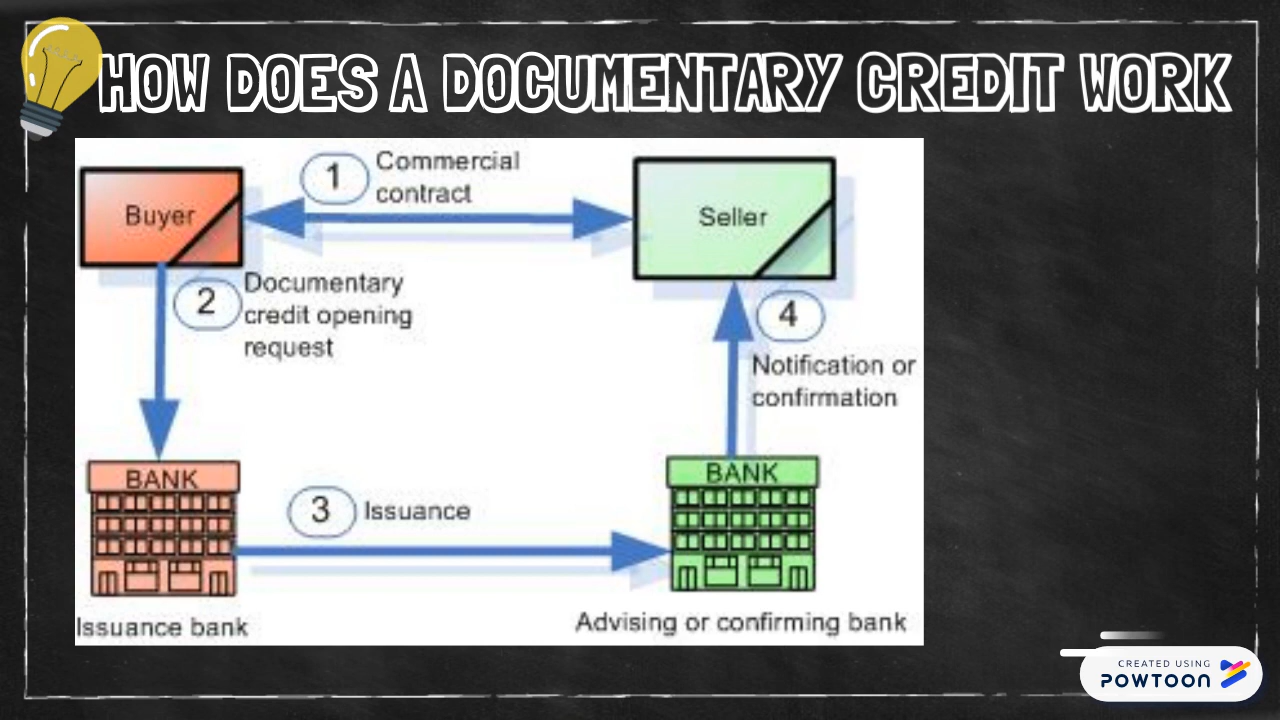 HOW DOES A DOCUMENTARY CREDIT WORK
1
Commercial
contract
Buyer
Seller
2
Documentary
credit opening
request
4
Notification or
confirmation
BANK
BANK
3
Issuance
Issuance bank
Advising or confirming bank
CREATED USING
POWTOON